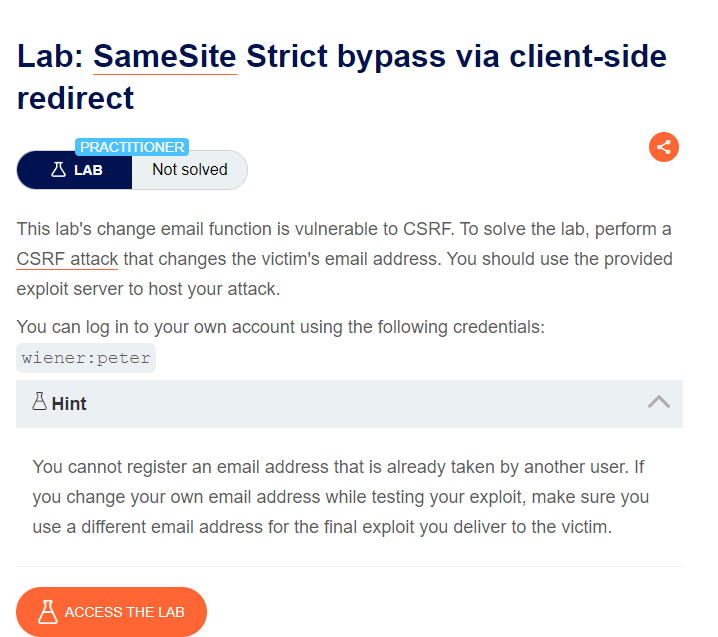 Lab: SameSite Strict bypass via client-side
redirect
PRACTITIONER
LAB Not solved
This lab's change email function is vulnerable to CSRF. To solve the lab, perform a
CSRF attack that changes the victim's email address. You should use the provided
exploit server to host your attack.
You can log in to your own account using the following credentials:
wiener:peter
Hint
You cannot register an email address that is already taken by another user. If
you change your own email address while testing your exploit, make sure you
use a different email address for the final exploit you deliver to the victim.
ACCESS THE LAB